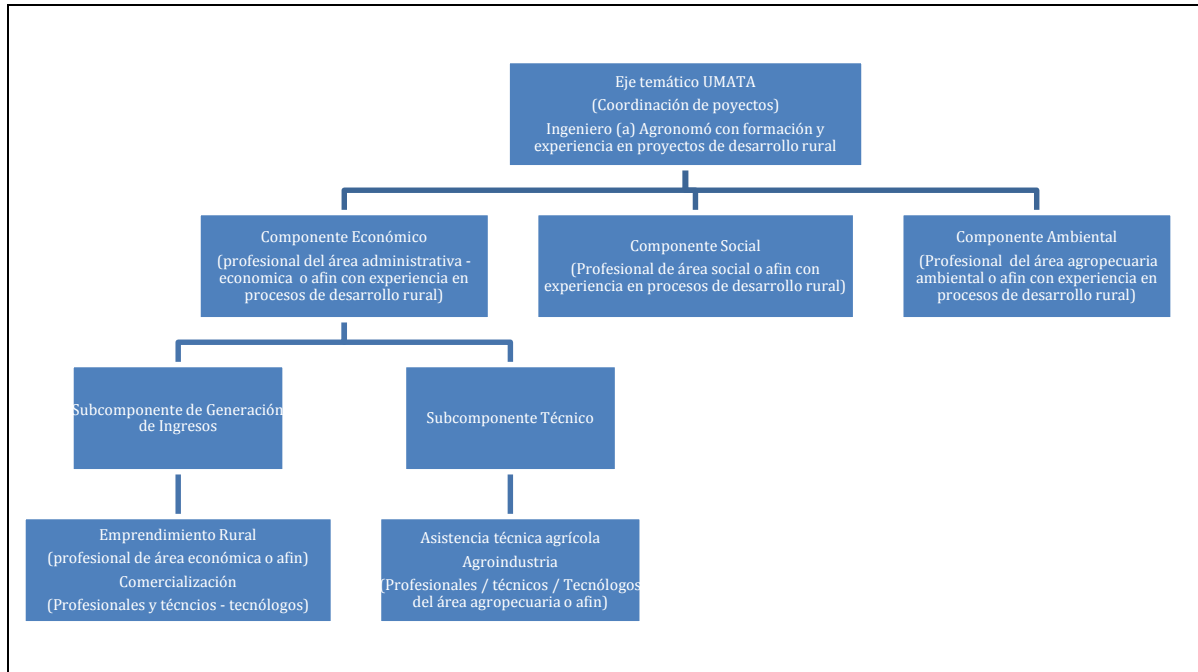 Eje temático UMATA
(Coordinación de poyectos)
Ingeniero (a) Agronomó con formación y
experiencia en proyectos de desarrollo rural
Componente Económico
(profesional del área administrativa -
economica o afin con experiencia en
procesos de desarrollo rural)
Componente Social
(Profesional de área social o afin con
experiencia en procesos de desarrollo rural)
Componente Ambiental
(Profesional del área agropecuaria
ambiental o afin con experiencia en
procesos de desarrollo rural)
Subcomponente de Generación
de Ingresos
Subcomponente Técnico
Emprendimiento Rural
(profesional de área económica o afin)
Comercialización
(Profesionales y técncios - tecnólogos)
Asistencia técnica agrícola
Agroindustria
(Profesionales / técnicos / Tecnólogos
del área agropecuaria o afin)